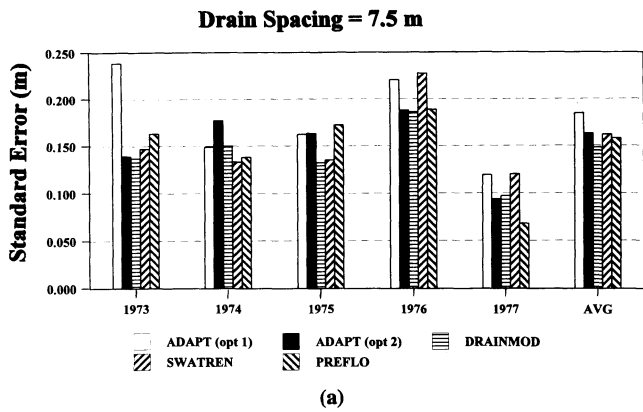 Drain Spacing = 7.5 m
Standard Error (m)
0.250
0.200
0.150
0.100
0.050
0.000
1973 1974 1975 1976 1977 AVG
ADAPT (opt 1) ADAPT (opt 2) DRAINMOD
SWATREN PREFLO
(a)